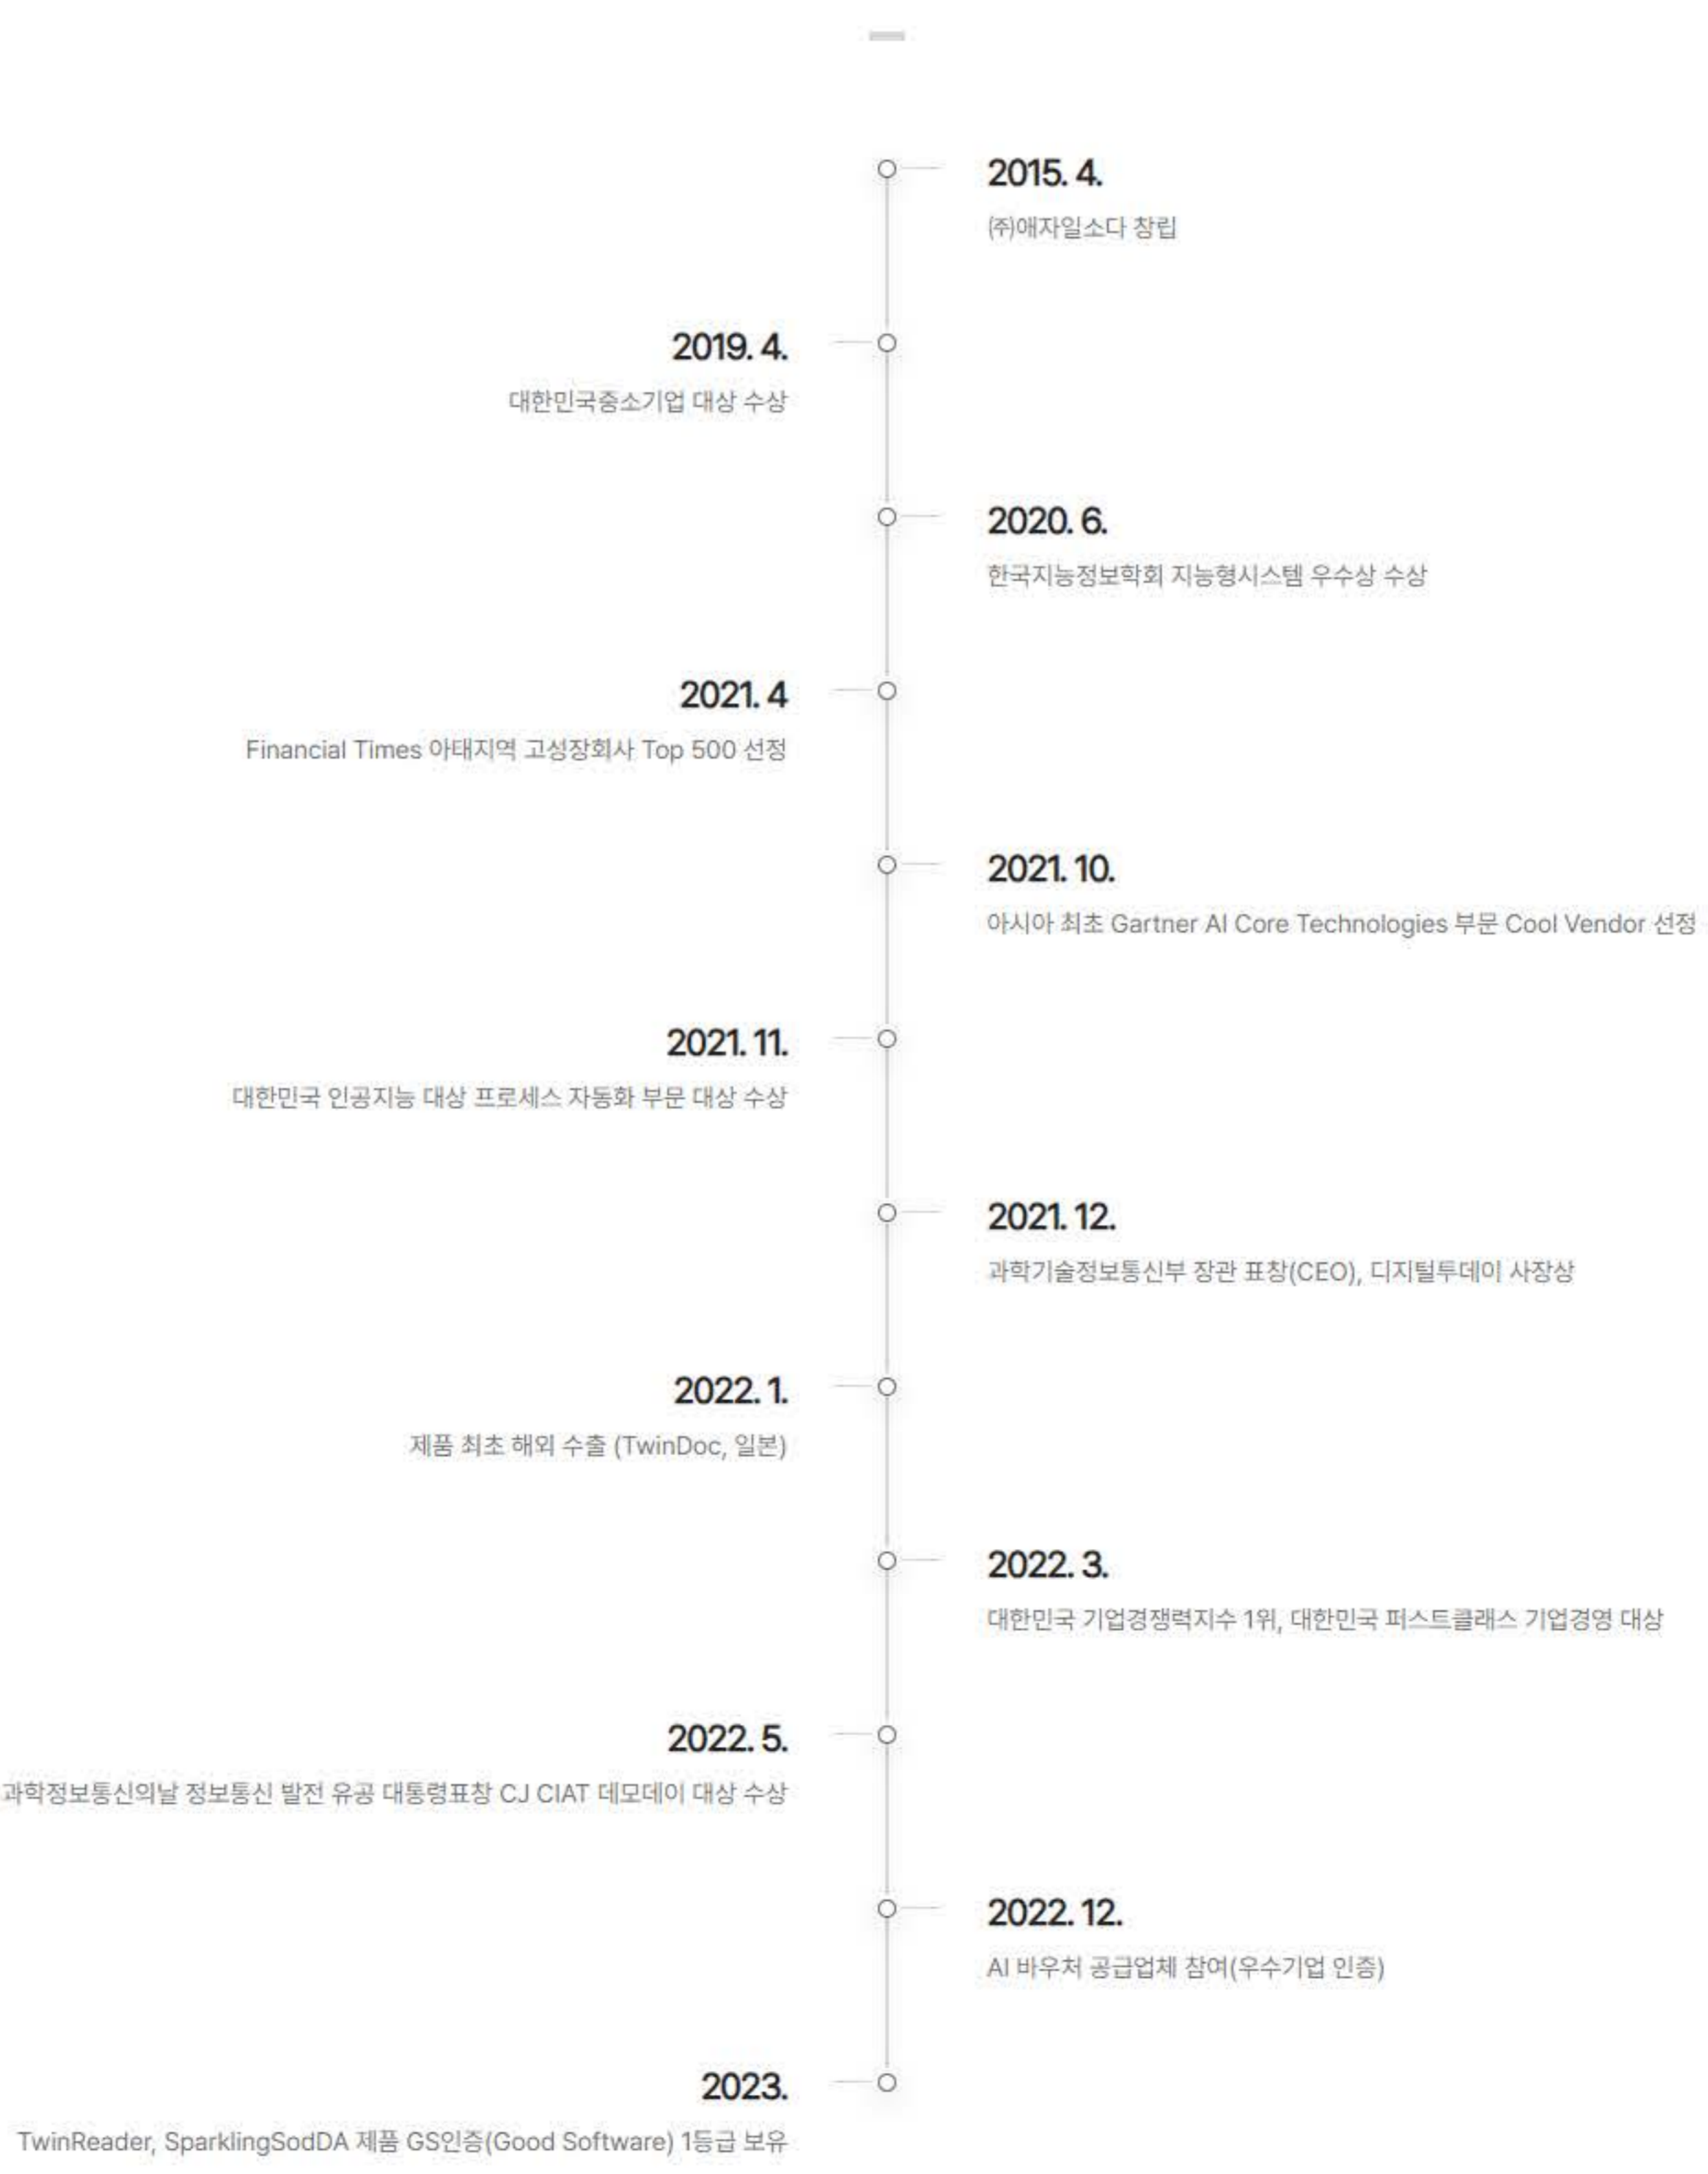 2015. 4.
㈜애자일소다 창립
2019. 4.
대한민국중소기업 대상 수상
2020. 6.
한국지능정보학회 지능형시스템 우수상 수상
2021. 4
Financial Times 아태지역 고성장회사 Top 500 선정
2021. 10.
아시아 최초 Gartner AI Core Technologies 부문 Cool Vendor 선정
2021. 11.
대한민국 인공지능 대상 프로세스 자동화 부문 대상 수상
2021. 12.
과학기술정보통신부 장관 표창(CEO), 디지털투데이 사장상
2022. 1.
제품 최초 해외 수출 (TwinDoc, 일본)
2022. 3.
대한민국 기업경쟁력지수 1위, 대한민국 퍼스트클래스 기업경영 대상
2022. 5.
과학정보통신의날 정보통신 발전 유공 대통령표창 CJ CIAT 데모데이 대상 수상
2022. 12.
AI 바우처 공급업체 참여(우수기업 인증)
2023.
TwinReader, SparklingSodDA 제품 GS인증(Good Software) 1등급 보유